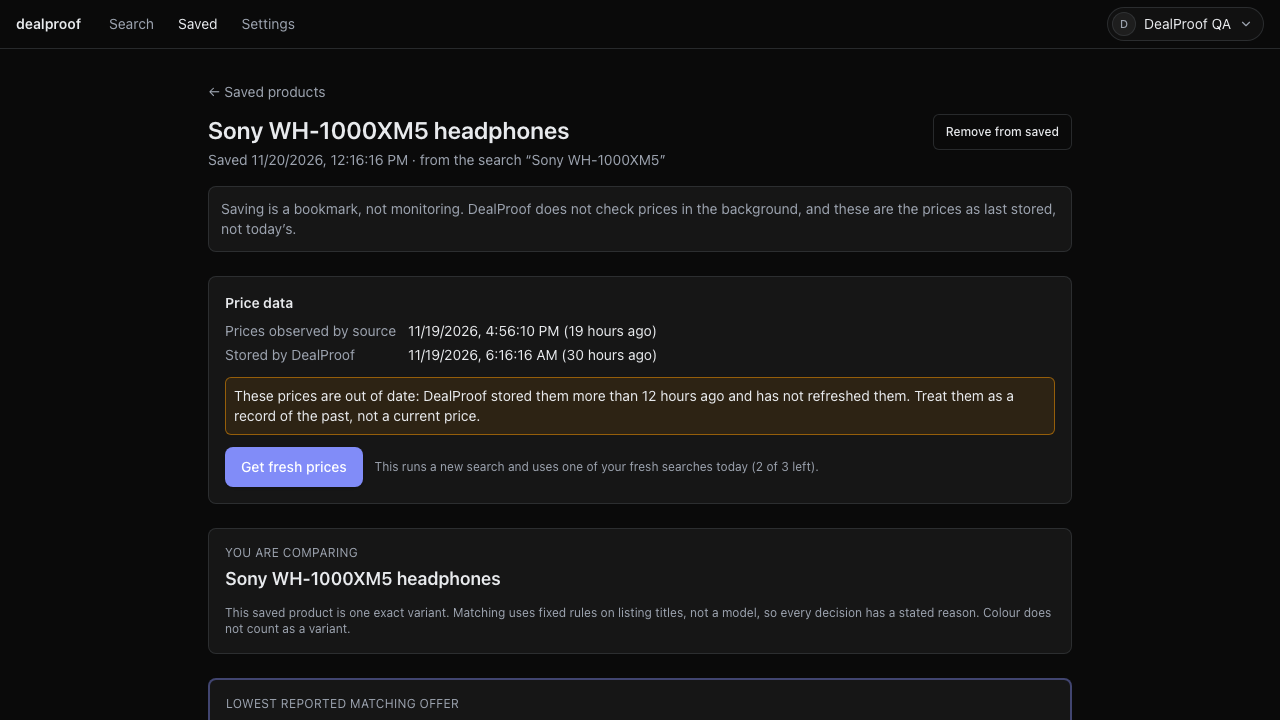 dealproof
Search
Saved
Settings
D
DealProof QA
← Saved products
Sony WH-1000XM5 headphones
Remove from saved
Saved 11/20/2026, 12:16:16 PM · from the search “Sony WH-1000XM5”
Saving is a bookmark, not monitoring. DealProof does not check prices in the background, and these are the prices as last stored,
not today’s.
Price data
Prices observed by source 11/19/2026, 4:56:10 PM (19 hours ago)
Stored by DealProof 11/19/2026, 6:16:16 AM (30 hours ago)
These prices are out of date: DealProof stored them more than 12 hours ago and has not refreshed them. Treat them as a
record of the past, not a current price.
Get fresh prices
This runs a new search and uses one of your fresh searches today (2 of 3 left).
YOU ARE COMPARING
Sony WH-1000XM5 headphones
This saved product is one exact variant. Matching uses fixed rules on listing titles, not a model, so every decision has a stated reason. Colour does
not count as a variant.
LOWEST REPORTED MATCHING OFFER